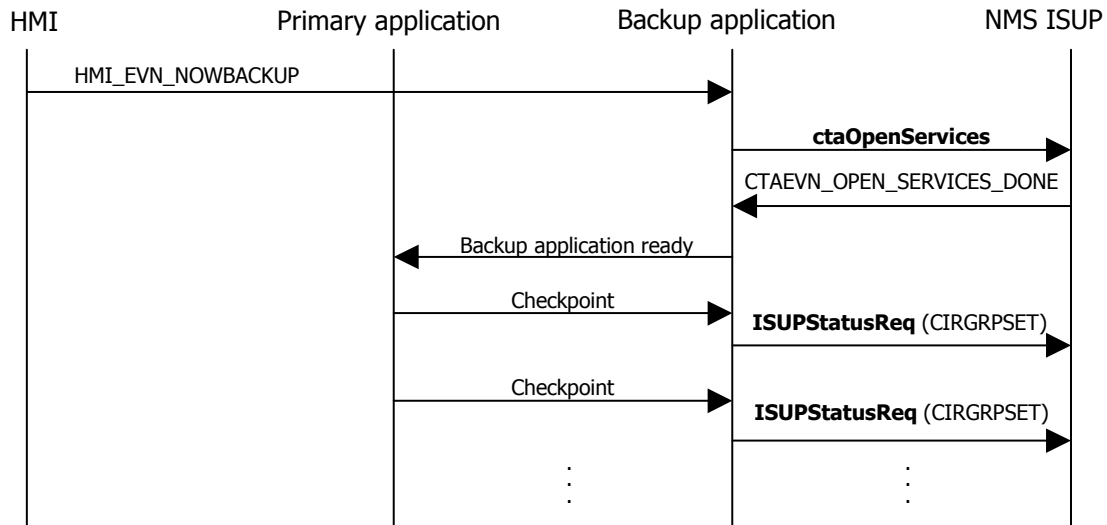 HMI
Primary application
Backup application
NMS ISUP
HMI_EVN_NOWBACKUP
ctaOpenServices
CTAEVN_OPEN_SERVICES_DONE
Backup application ready
Checkpoint
ISUPStatusReq (CIRGRPSET)
Checkpoint
ISUPStatusReq (CIRGRPSET)